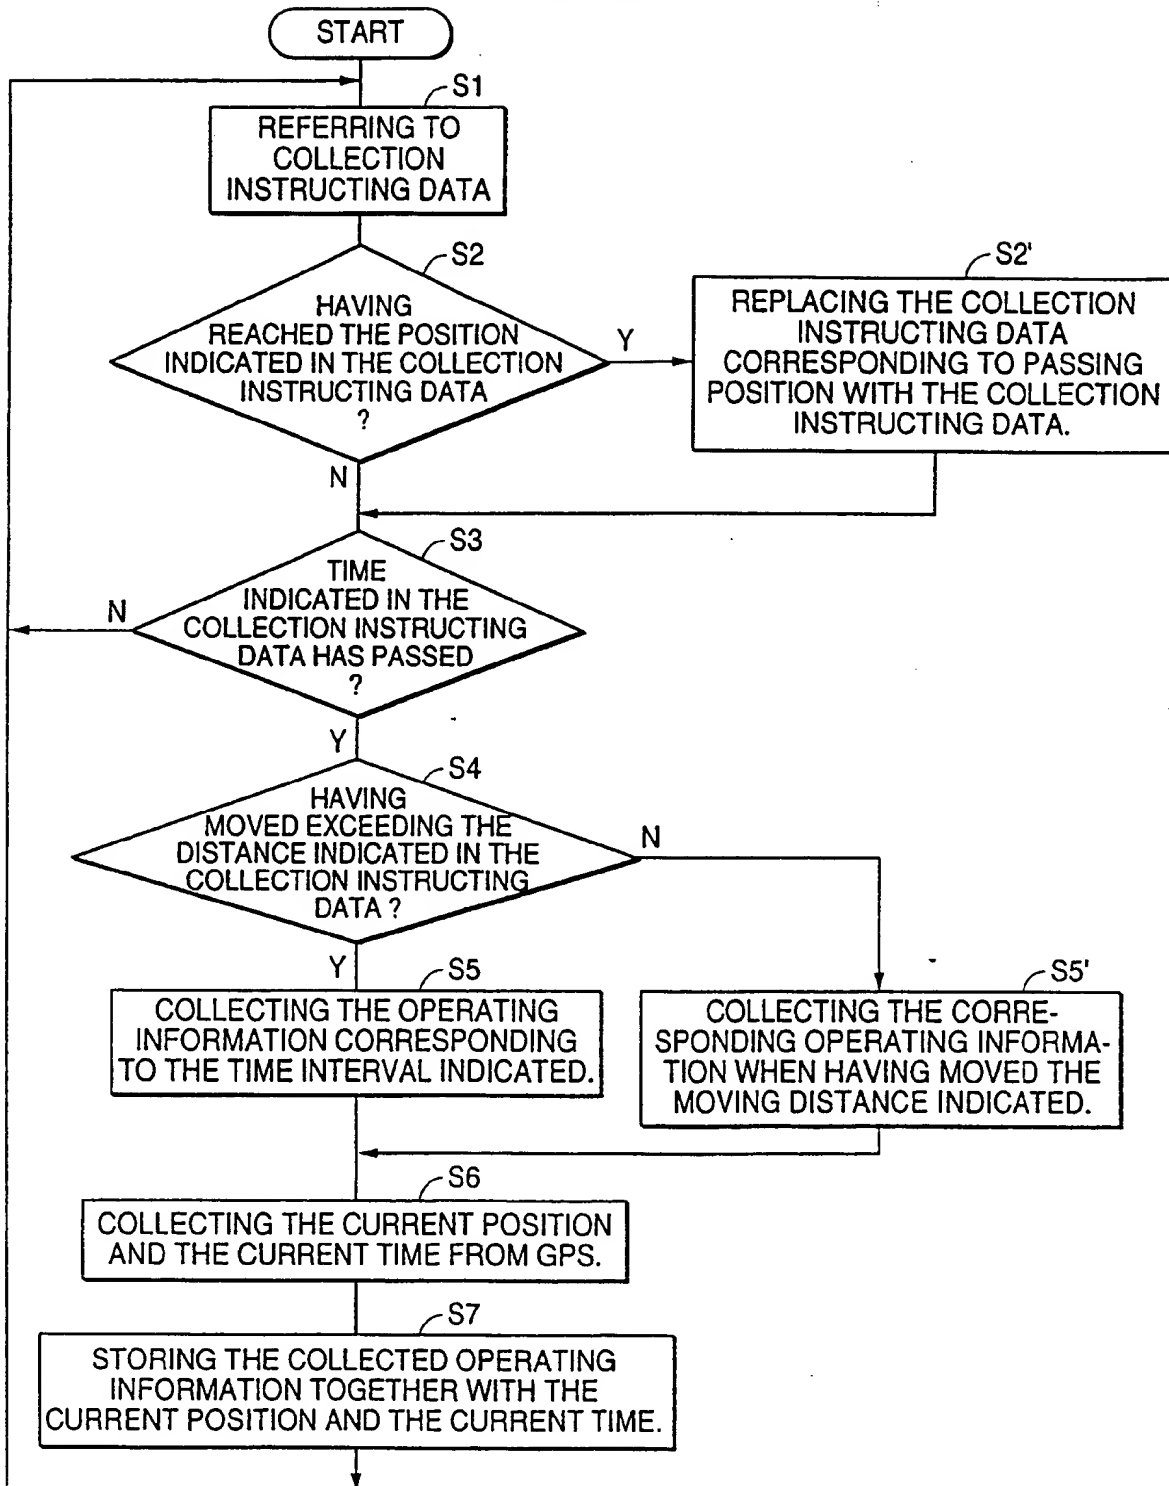 START
S1
REFERRING TO
COLLECTION
INSTRUCTING DATA
S2
HAVING
REACHED THE POSITION
INDICATED IN THE COLLECTION
INSTRUCTING DATA
?
Y
N
S2'
REPLACING THE COLLECTION
INSTRUCTING DATA
CORRESPONDING TO PASSING
POSITION WITH THE COLLECTION
INSTRUCTING DATA.
S3
TIME
INDICATED IN THE
COLLECTION INSTRUCTING
DATA HAS PASSED
?
N
Y
S4
HAVING
MOVED EXCEEDING THE
DISTANCE INDICATED IN THE
COLLECTION INSTRUCTING
DATA ?
N
Y
S5
COLLECTING THE OPERATING
INFORMATION CORRESPONDING
TO THE TIME INTERVAL INDICATED.
S5'
COLLECTING THE CORRE-
SPONDING OPERATING INFORMA-
TION WHEN HAVING MOVED THE
MOVING DISTANCE INDICATED.
S6
COLLECTING THE CURRENT POSITION
AND THE CURRENT TIME FROM GPS.
S7
STORING THE COLLECTED OPERATING
INFORMATION TOGETHER WITH THE
CURRENT POSITION AND THE CURRENT TIME.